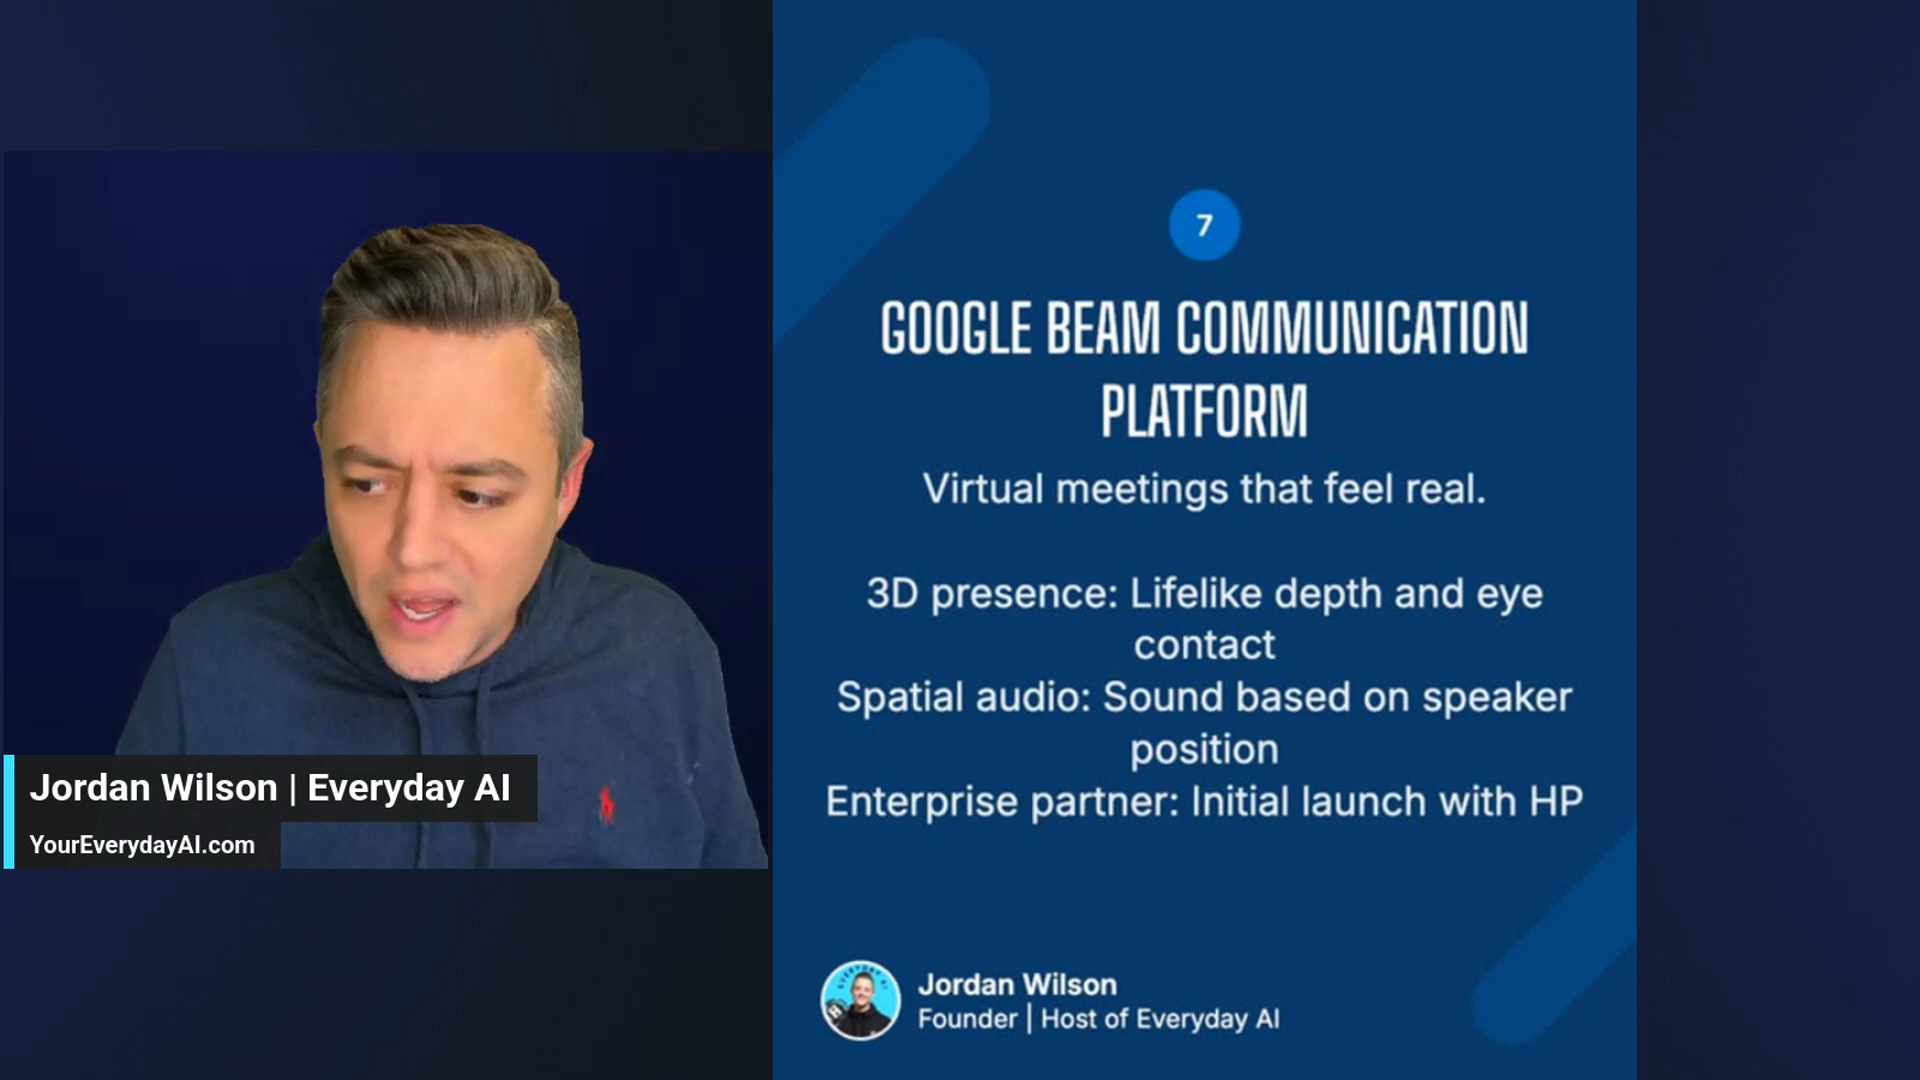 Jordan Wilson | Everyday AI
YourEverydayAI.com
7
GOOGLE BEAM COMMUNICATION
PLATFORM
Virtual meetings that feel real.
3D presence: Lifelike depth and eye
contact
Spatial audio: Sound based on speaker
position
Enterprise partner: Initial launch with HP
Jordan Wilson
Founder | Host of Everyday AI